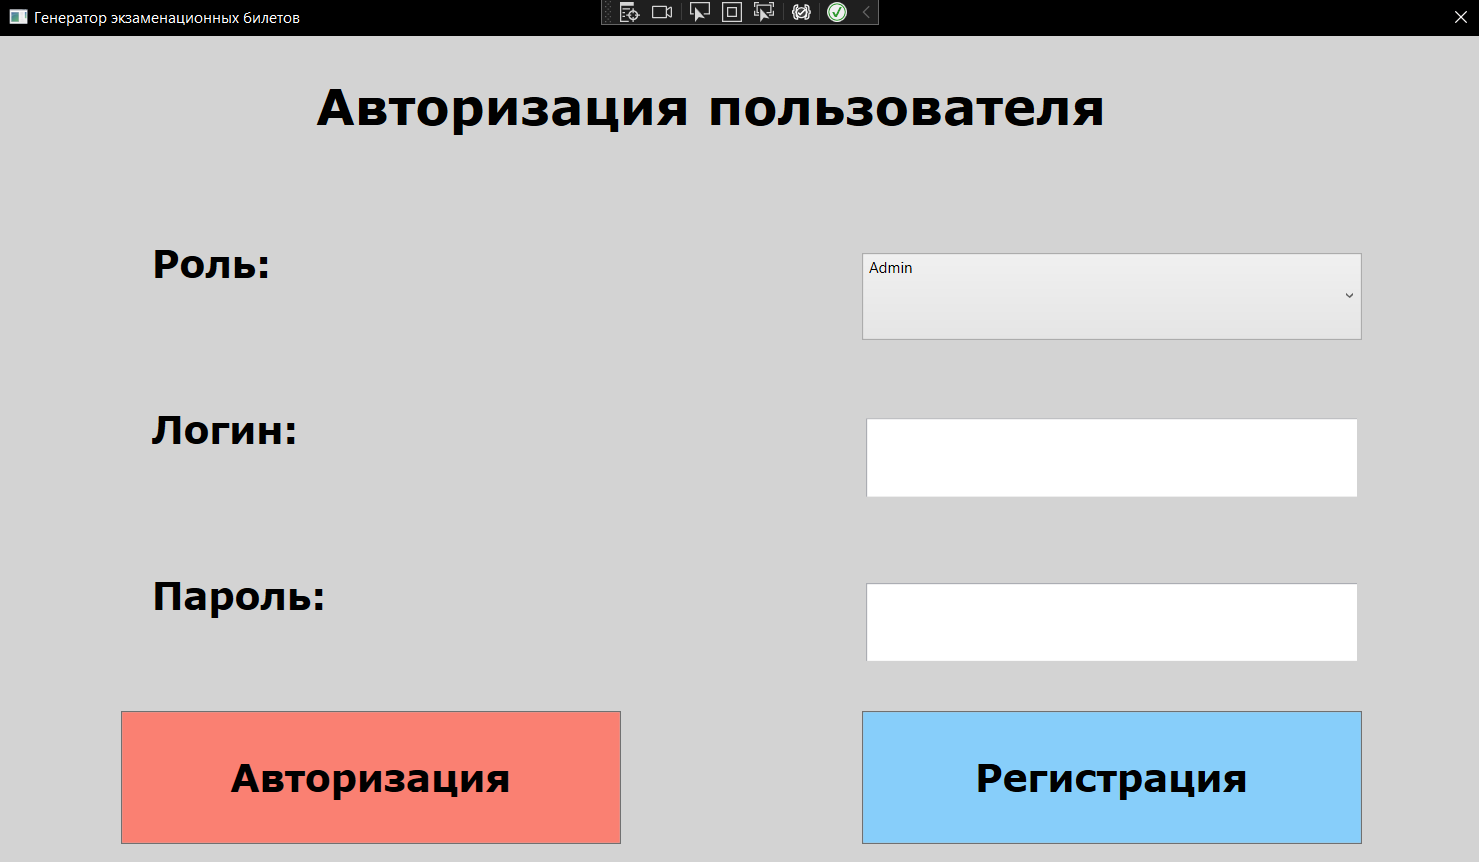 Генератор экзаменационных билетов
Авторизация пользователя
Роль:
Admin
Логин:
Пароль:
Авторизация
Регистрация